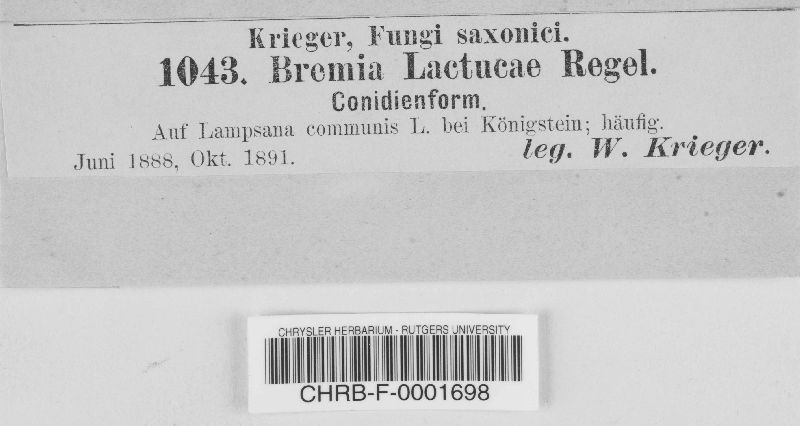 Krieger, Fungi saxonici.
1043. Bremia Lactucae Regel.
Conidienform.
Auf Lampsana communis L. bei Königstein; häufig.
Juni 1888, Okt. 1891.
leg. W. Krieger.
CHRYSLER HERBARIUM - RUTGERS UNIVERSITY
CHRB-F-0001698